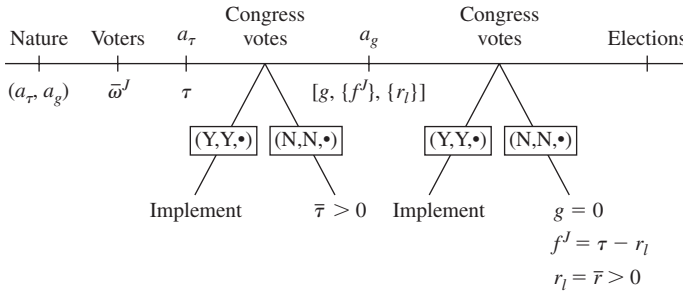 Congress votes
Congress votes
Nature Voters a_τ a_g Elections
(a_τ, a_g) ω̄^J τ [g, {f^J}, {r_l}]
(Y,Y,•) (N,N,•) (Y,Y,•) (N,N,•)
Implement τ̄ > 0 Implement g = 0
f^J = τ − r_l
r_l = r̄ > 0